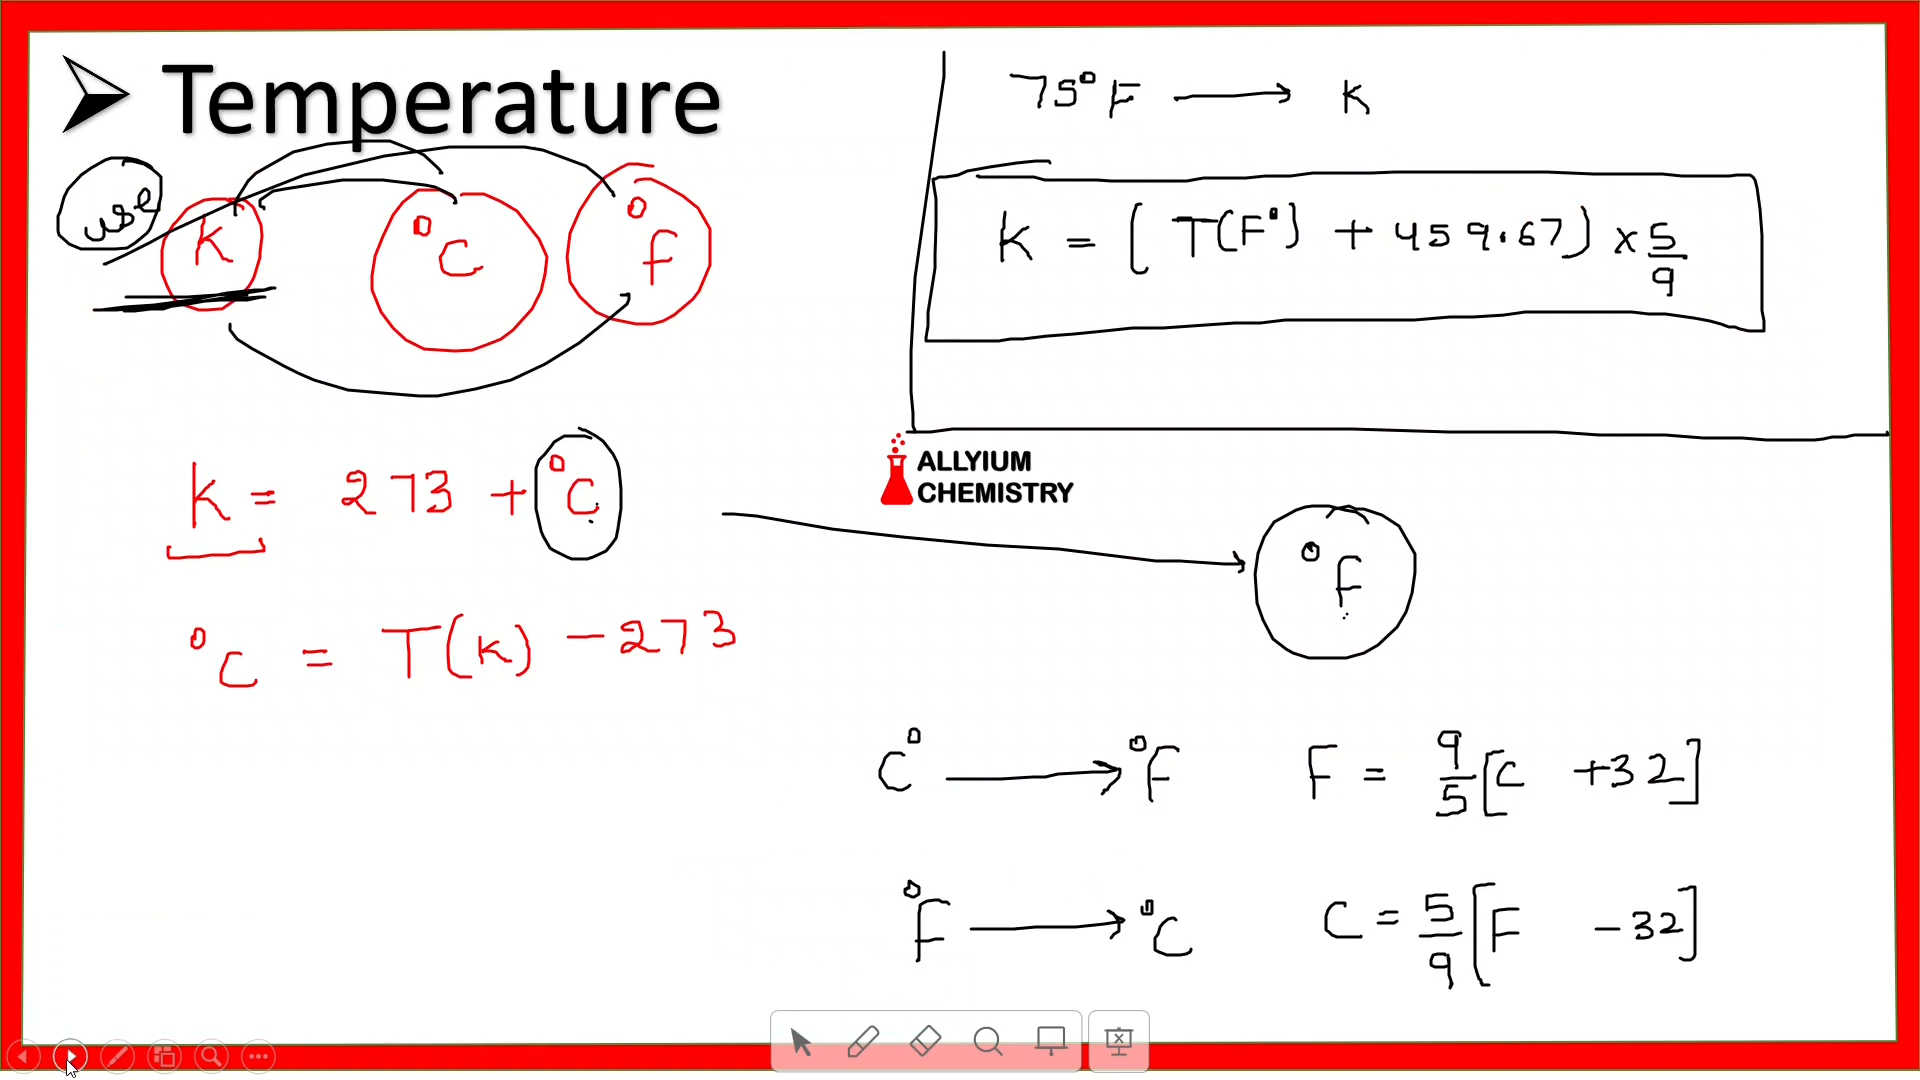 Temperature
use
K
°C
°F
K = 273 + °C
°C = T(K) - 273
75°F → K
K = ( T(F°) + 459.67) × 5/9
ALLYIUM
CHEMISTRY
°F
C° → °F F = 9/5 [C +32]
°F → °C C = 5/9 [F - 32]